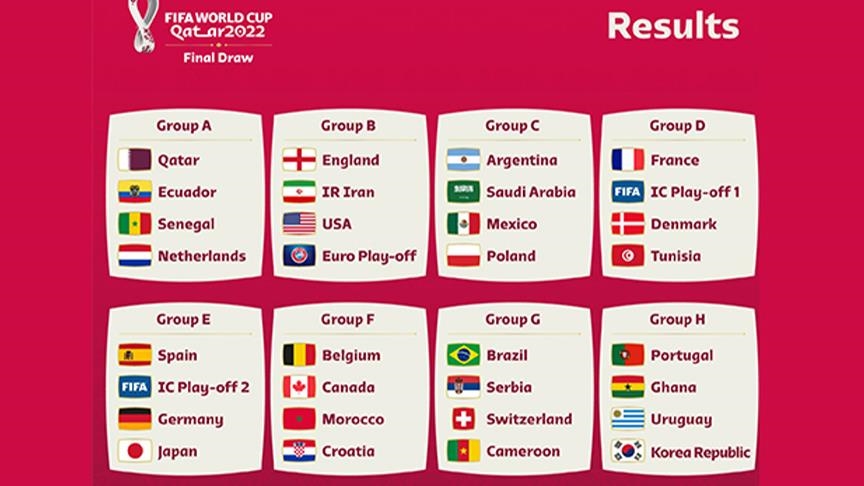 FIFA WORLD CUP
Qatar2022
Final Draw
Results
Group A
Qatar
Ecuador
Senegal
Netherlands
Group B
England
IR Iran
USA
Euro Play-off
Group C
Argentina
Saudi Arabia
Mexico
Poland
Group D
France
FIFA IC Play-off 1
Denmark
Tunisia
Group E
Spain
FIFA IC Play-off 2
Germany
Japan
Group F
Belgium
Canada
Morocco
Croatia
Group G
Brazil
Serbia
Switzerland
Cameroon
Group H
Portugal
Ghana
Uruguay
Korea Republic